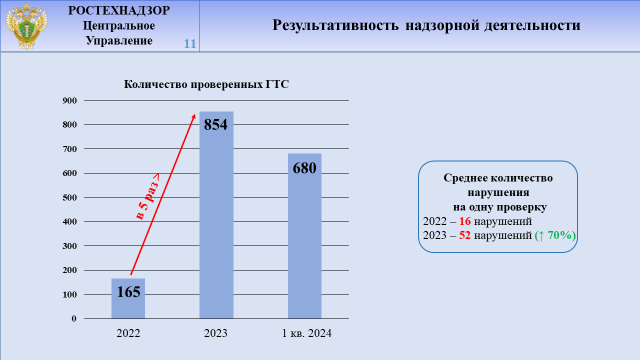 РОСТЕХНАДЗОР
Центральное
Управление
11
Результативность надзорной деятельности
Количество проверенных ГТС
900
800
700
600
500
400
300
200
100
0
165
854
680
в 5 раз >
2022
2023
1 кв. 2024
Среднее количество
нарушения
на одну проверку
2022 – 16 нарушений
2023 – 52 нарушений (↑ 70%)